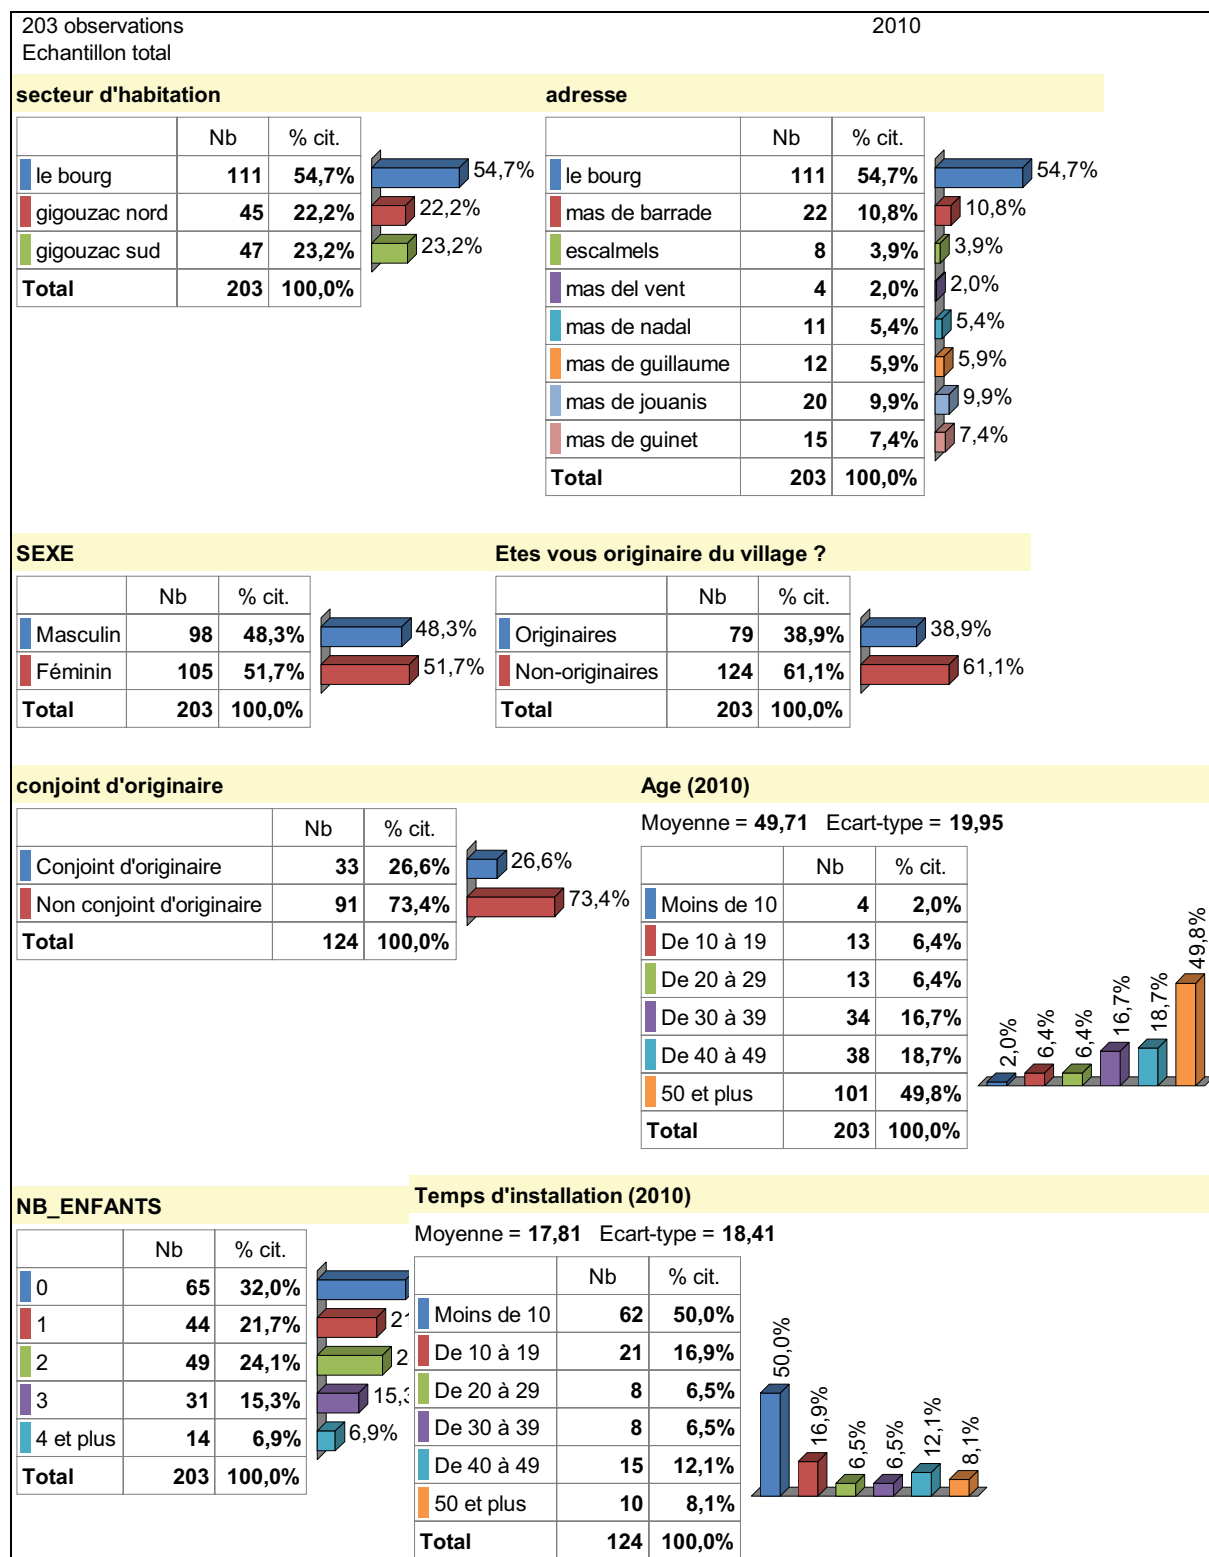 203 observations
2010
Echantillon total
secteur d'habitation
Nb % cit.
le bourg 111 54,7%
gigouzac nord 45 22,2%
gigouzac sud 47 23,2%
Total 203 100,0%
54,7%
22,2%
23,2%
adresse
Nb % cit.
le bourg 111 54,7%
mas de barrade 22 10,8%
escalmels 8 3,9%
mas del vent 4 2,0%
mas de nadal 11 5,4%
mas de guillaume 12 5,9%
mas de jouanis 20 9,9%
mas de guinet 15 7,4%
Total 203 100,0%
54,7%
10,8%
3,9%
2,0%
5,4%
5,9%
9,9%
7,4%
SEXE
Nb % cit.
Masculin 98 48,3%
Féminin 105 51,7%
Total 203 100,0%
48,3%
51,7%
Etes vous originaire du village ?
Nb % cit.
Originaires 79 38,9%
Non-originaires 124 61,1%
Total 203 100,0%
38,9%
61,1%
conjoint d'originaire
Nb % cit.
Conjoint d'originaire 33 26,6%
Non conjoint d'originaire 91 73,4%
Total 124 100,0%
26,6%
73,4%
Age (2010)
Moyenne = 49,71 Ecart-type = 19,95
Nb % cit.
Moins de 10 4 2,0%
De 10 à 19 13 6,4%
De 20 à 29 13 6,4%
De 30 à 39 34 16,7%
De 40 à 49 38 18,7%
50 et plus 101 49,8%
Total 203 100,0%
2,0%
6,4%
6,4%
16,7%
18,7%
49,8%
NB_ENFANTS
Nb % cit.
0 65 32,0%
1 44 21,7%
2 49 24,1%
3 31 15,3%
4 et plus 14 6,9%
Total 203 100,0%
21
2
15,3
6,9%
Temps d'installation (2010)
Moyenne = 17,81 Ecart-type = 18,41
Nb % cit.
Moins de 10 62 50,0%
De 10 à 19 21 16,9%
De 20 à 29 8 6,5%
De 30 à 39 8 6,5%
De 40 à 49 15 12,1%
50 et plus 10 8,1%
Total 124 100,0%
50,0%
16,9%
6,5%
6,5%
12,1%
8,1%